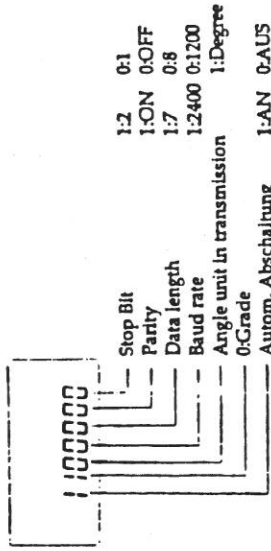 1100000
Stop Bit 1:2 0:1
Parity 1:ON 0:OFF
Data length 1:7 0:8
Baud rate 1:2400 0:1200
Angle unit in transmission
0:Grade 1:Degree
Autom. Abschaltung 1:AN 0:AUS